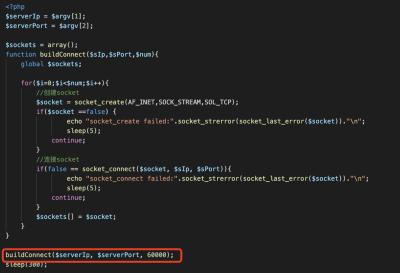 <?php
$serverIp = $argv[1];
$serverPort = $argv[2];
$sockets = array();
function buildConnect($sIp,$sPort,$num){
global $sockets;
for($i=0;$i<$num;$i++){
//创建socket
$socket = socket_create(AF_INET,SOCK_STREAM,SOL_TCP);
if($socket ==false) {
echo "socket_create failed:".socket_strerror(socket_last_error($socket))."\n";
sleep(5);
continue;
}
//连接socket
if(false == socket_connect($socket, $sIp, $sPort)){
echo "socket_connect failed:".socket_strerror(socket_last_error($socket))."\n";
sleep(5);
continue;
}
$sockets[] = $socket;
}
}
buildConnect($serverIp, $serverPort, 60000);
sleep(300);